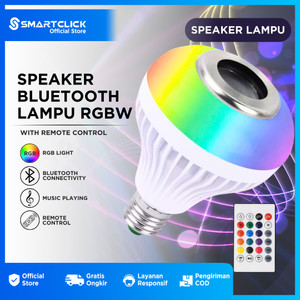 SMARTCLICK
Official Store
SPEAKER LAMPU
SPEAKER
BLUETOOTH
LAMPU RGBW
WITH REMOTE CONTROL
RGB
RGB LIGHT
BLUETOOTH
CONNECTIVITY
MUSIC PLAYING
REMOTE
CONTROL
Official
Store
Gratis
Ongkir
Layanan
Responsif
Pengiriman
COD